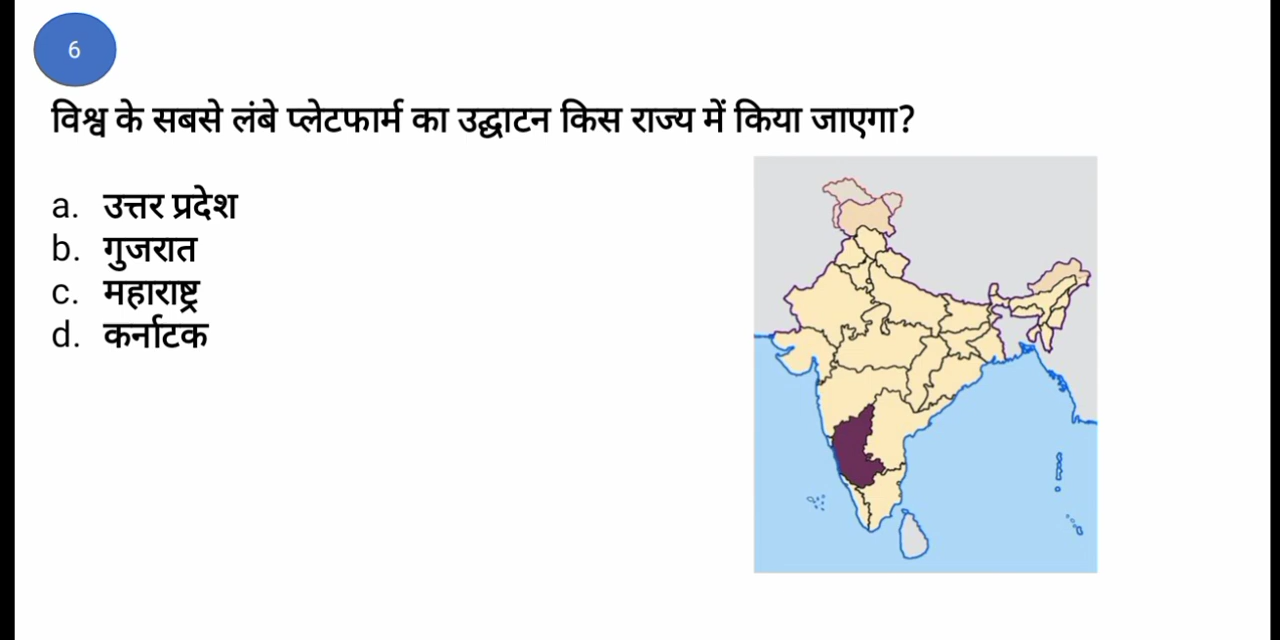 6
विश्व के सबसे लंबे प्लेटफार्म का उद्घाटन किस राज्य में किया जाएगा?
a. उत्तर प्रदेश
b. गुजरात
c. महाराष्ट्र
d. कर्नाटक